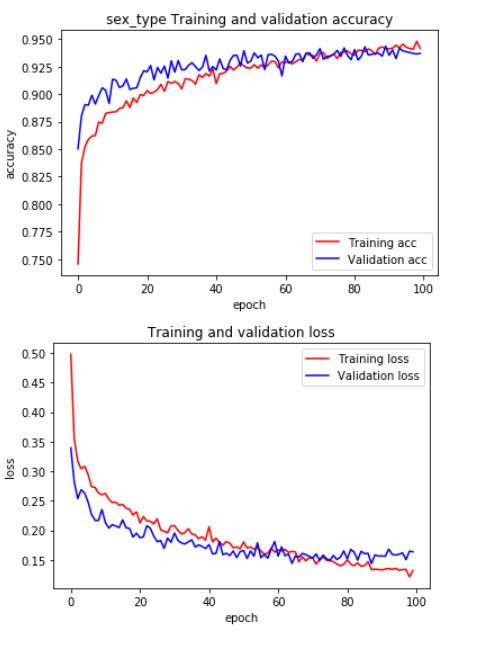 sex_type Training and validation accuracy
0.950
0.925
0.900
0.875
0.850
0.825
0.800
0.775
0.750
accuracy
Training acc
Validation acc
0 20 40 60 80 100
epoch
Training and validation loss
0.50
0.45
0.40
0.35
0.30
0.25
0.20
0.15
loss
Training loss
Validation loss
0 20 40 60 80 100
epoch